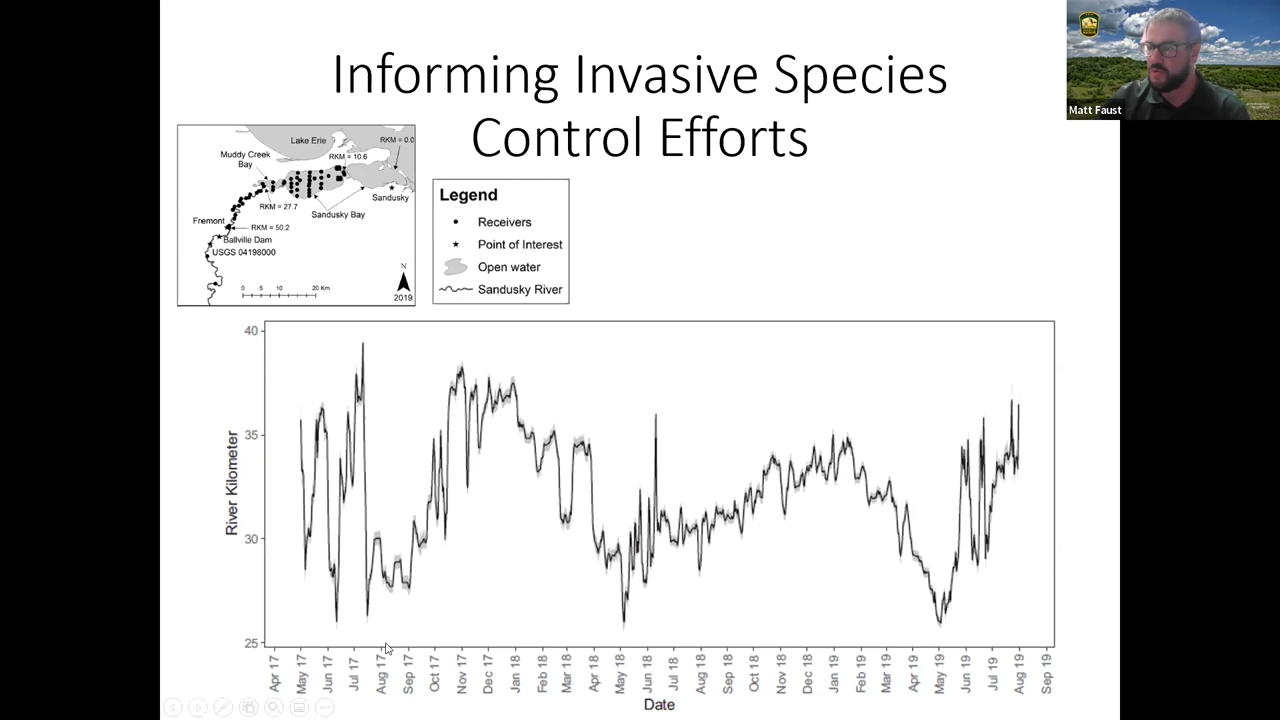 Informing Invasive Species
Control Efforts
Matt Faust
Lake Erie
RKM = 0.0
Muddy Creek
Bay
RKM = 10.6
Sandusky
RKM = 27.7
Sandusky Bay
Fremont
RKM = 50.2
Ballville Dam
USGS 04198000
N
0 5 10 20 Km
2019
Legend
Receivers
Point of Interest
Open water
Sandusky River
River Kilometer
40
35
30
25
Apr 17
May 17
Jun 17
Jul 17
Aug 17
Sep 17
Oct 17
Nov 17
Dec 17
Jan 18
Feb 18
Mar 18
Apr 18
May 18
Jun 18
Jul 18
Aug 18
Sep 18
Oct 18
Nov 18
Dec 18
Jan 19
Feb 19
Mar 19
Apr 19
May 19
Jun 19
Jul 19
Aug 19
Sep 19
Date